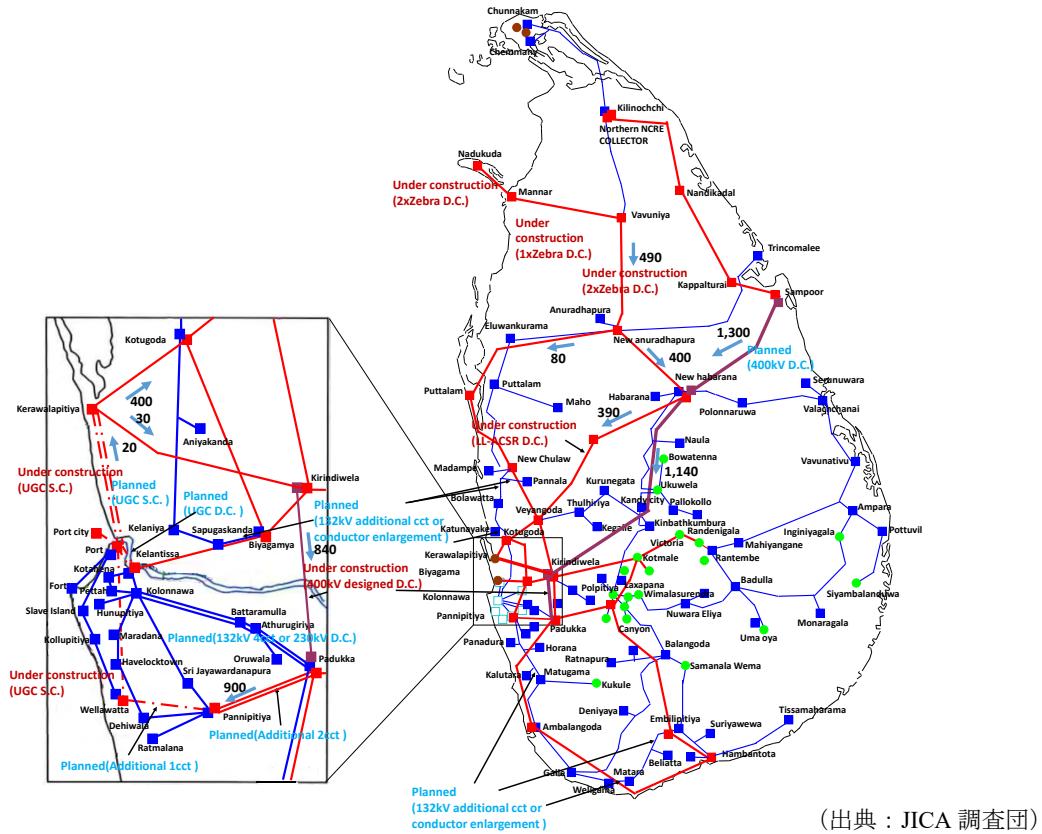 Chunnakam
Chemmany
Kilinochchi
Northern NCRE
COLLECTOR
Nadukuda
Under construction
(2xZebra D.C.)
Mannar
Nandikadal
Under
construction
(1xZebra D.C.)
Vavuniya
490
Under construction
(2xZebra D.C.)
Trincomalee
Kappalturai
Sampoor
Anuradhapura
Eluwankurama
New anuradhapura
1,300
Planned
(400kV D.C.)
80
400
New habarana
Puttalam
Puttalam
Maho
Habarana
Polonnaruwa
Valaghchanai
390
Under construction
(LL-ACSR D.C.)
Naula
Bowatenna
1,140
Ukuwela
Vavunativu
New Chulaw
Madampe
Pannala
Bolawatta
Kurunegata
Kandy city
Pallokollo
Ampara
Veyangoda
Thulhiriya
Kegalle
Kinbathkumbura
Randenigala
Inginiyagala
Pottuvil
Katunayake
Kotugoda
Victoria
Rantembe
Mahiyangane
Kerawalapitiya
Kirindiwela
Kotmale
Biyagama
Kolonnawa
Polpitiya
Laxapana
Wimalasurendra
Badulla
Siyambalanduwa
Pannipitiya
Padukka
Canyon
Nuwara Eliya
Uma oya
Monaragala
Panadura
Horana
Ratnapura
Balangoda
Samanala Wema
Kalutara
Matugama
Kukule
Deniyaya
Embilipitiya
Suriyawewa
Tissamaharama
Ambalangoda
Beliatta
Hambantota
Galle
Matara
Weligama
Planned
(132kV additional cct or
conductor enlargement )
Kotugoda
Kerawalapitiya
400
30
20
Aniyakanda
Under construction
(UGC S.C.)
Planned
(UGC S.C. )
Planned
(UGC D.C. )
Kirindiwela
Planned
(132kV additional cct or
conductor enlargement )
Port city
Port
Kelaniya
Sapugaskanda
Biyagamya
Kelantissa
840
Under construction
(400kV designed D.C.)
Kotahena
Fort
Pettah
Kolonnawa
Slave Island
Hunupitiya
Battaramulla
Athurugiriya
Kollupitiya
Maradana
Planned(132kV 4cct or 230kV D.C.)
Havelocktown
Oruwala
Padukka
Under construction
(UGC S.C.)
Sri Jayawardanapura
900
Wellawatta
Dehiwala
Pannipitiya
Ratmalana
Planned(Additional 2cct )
Planned(Additional 1cct )
（出典：JICA 調査団）